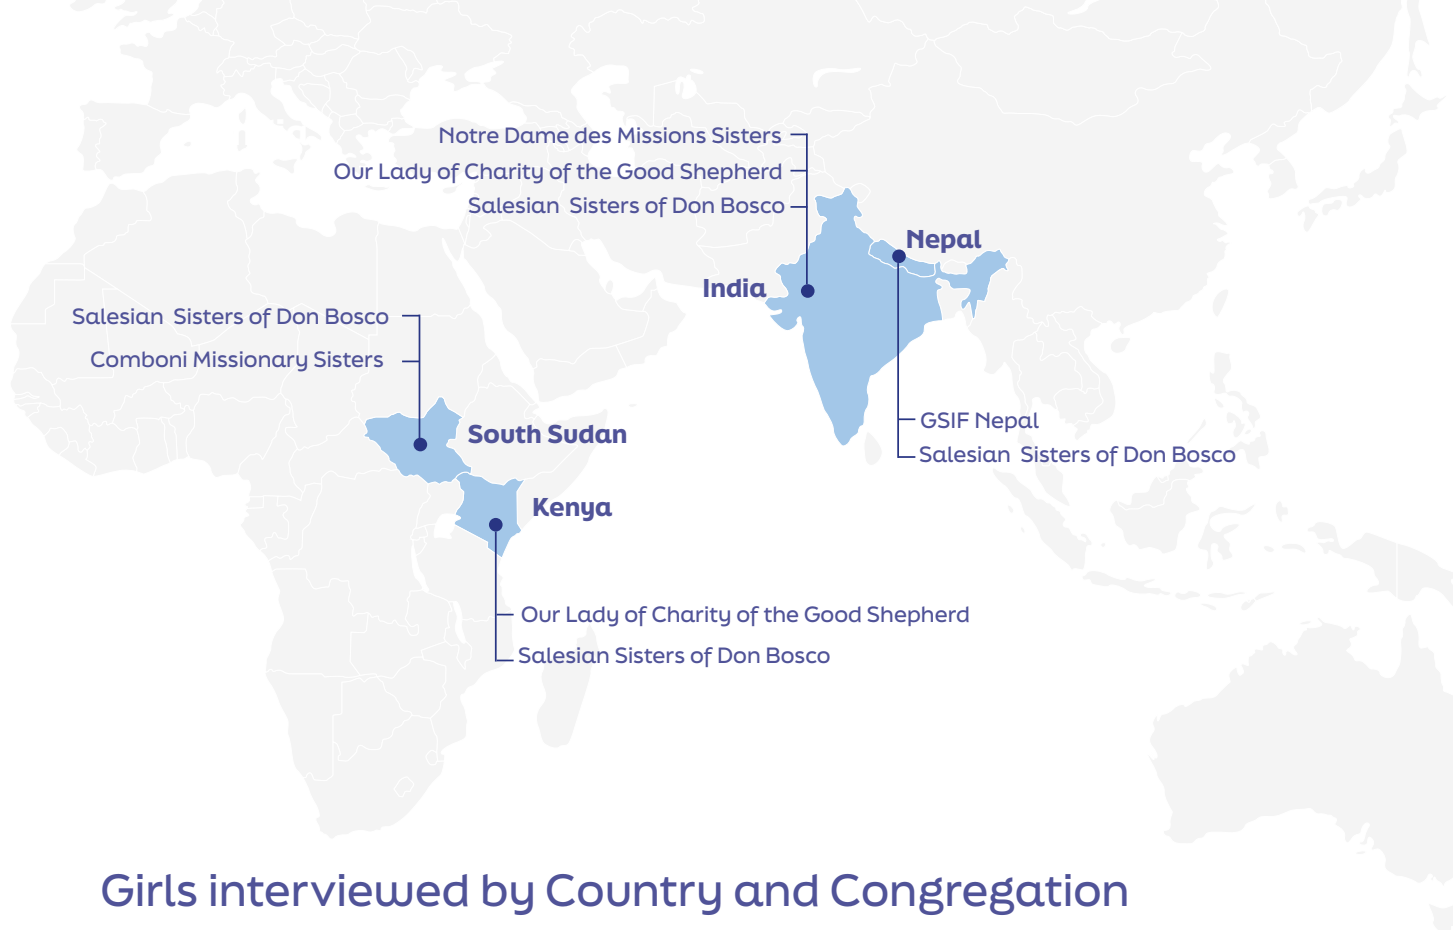 Notre Dame des Missions Sisters
Our Lady of Charity of the Good Shepherd
Salesian Sisters of Don Bosco
Nepal
India
Salesian Sisters of Don Bosco
Comboni Missionary Sisters
South Sudan
GSIF Nepal
Salesian Sisters of Don Bosco
Kenya
Our Lady of Charity of the Good Shepherd
Salesian Sisters of Don Bosco
Girls interviewed by Country and Congregation